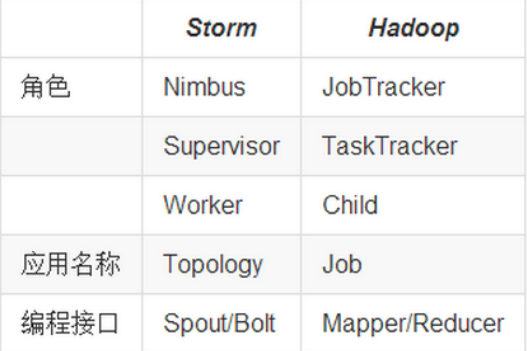 Storm Hadoop
角色 Nimbus JobTracker
Supervisor TaskTracker
Worker Child
应用名称 Topology Job
编程接口 Spout/Bolt Mapper/Reducer